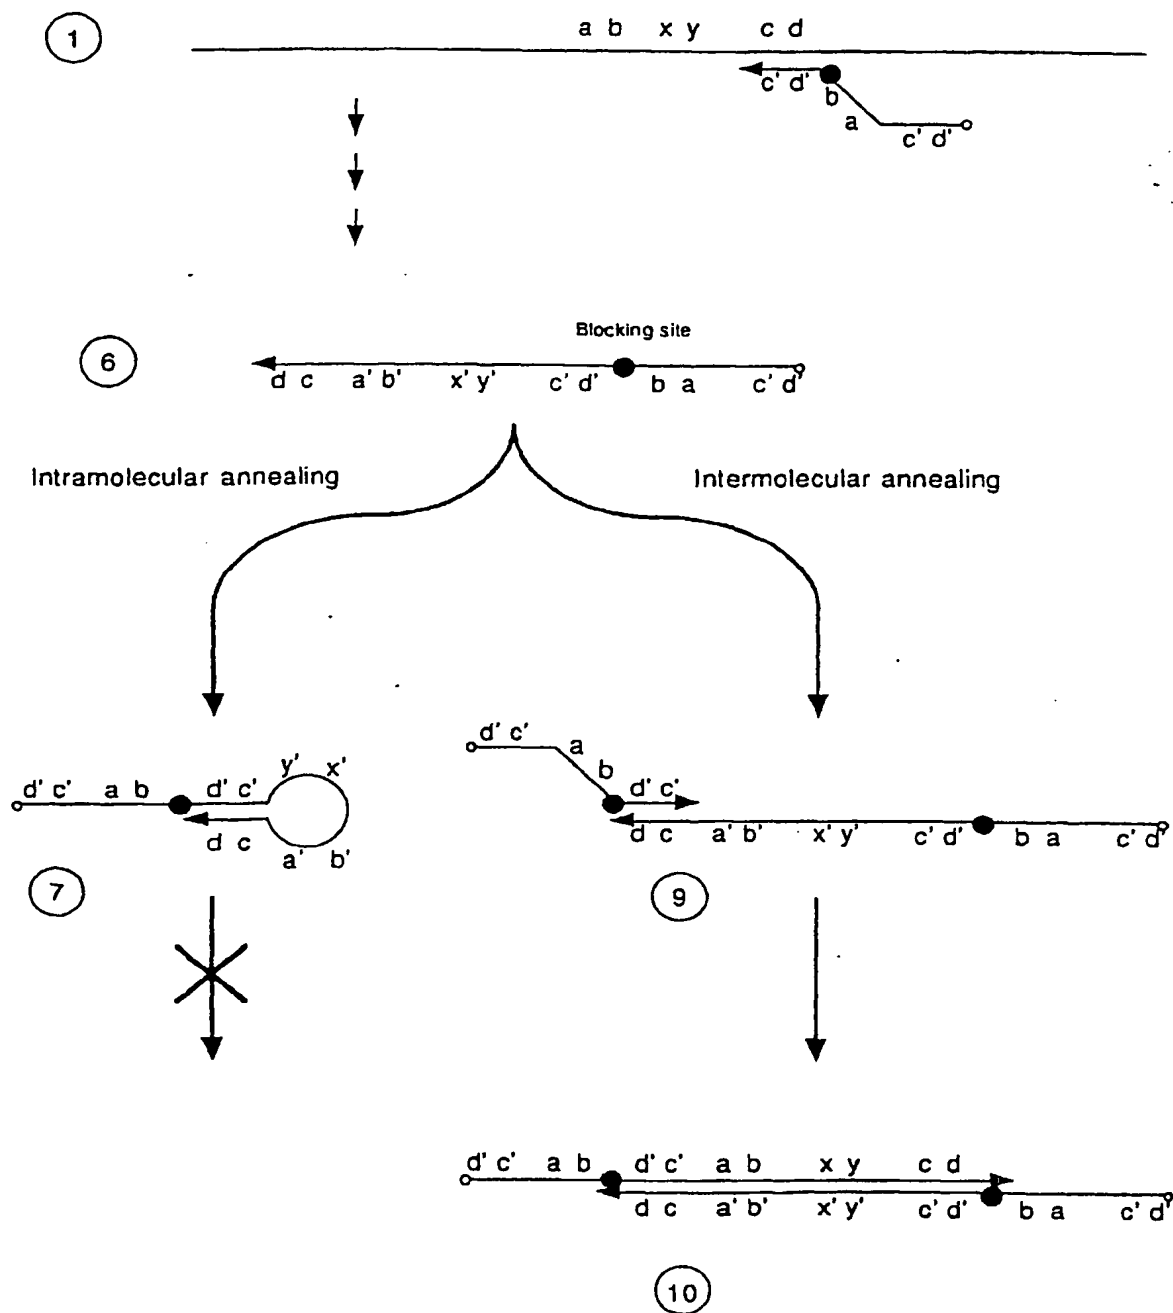 1
a b x y c d
c' d' b
a c' d'
Blocking site
6
d c a' b' x' y' c' d' b a c' d'
Intramolecular annealing
Intermolecular annealing
d' c' a b d' c' y' x'
d c a' b'
7
d' c' a b d' c'
d c a' b' x' y' c' d' b a c' d'
9
d' c' a b d' c' a b x y c d
d c a' b' x' y' c' d' b a c' d'
10